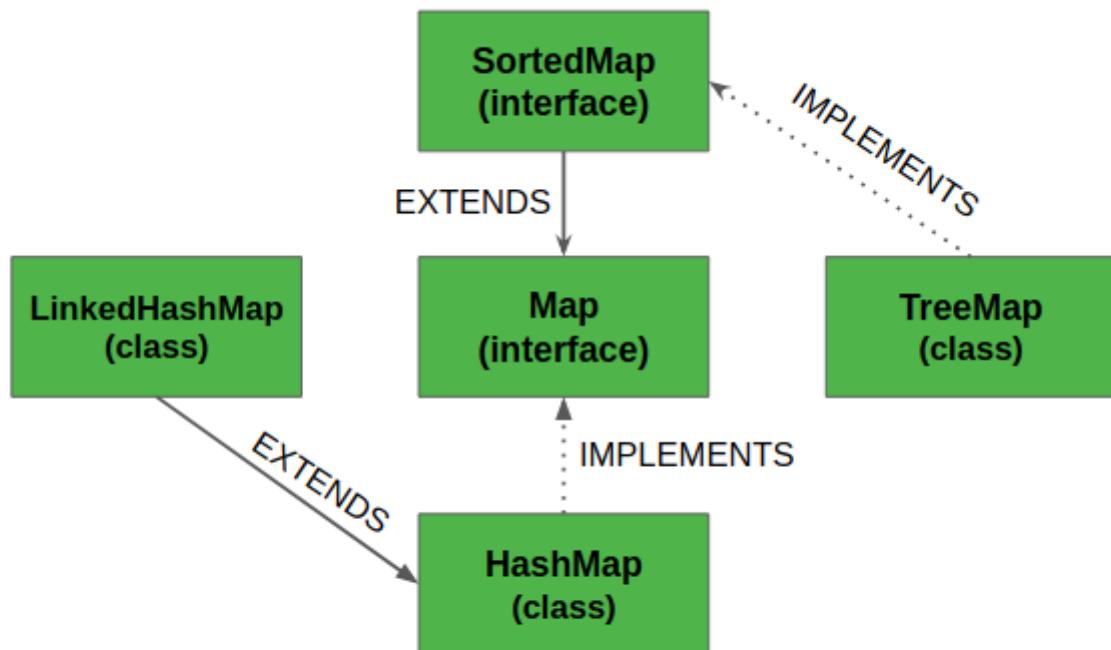 SortedMap
(interface)
IMPLEMENTS
EXTENDS
LinkedHashMap
(class)
Map
(interface)
TreeMap
(class)
EXTENDS
IMPLEMENTS
HashMap
(class)